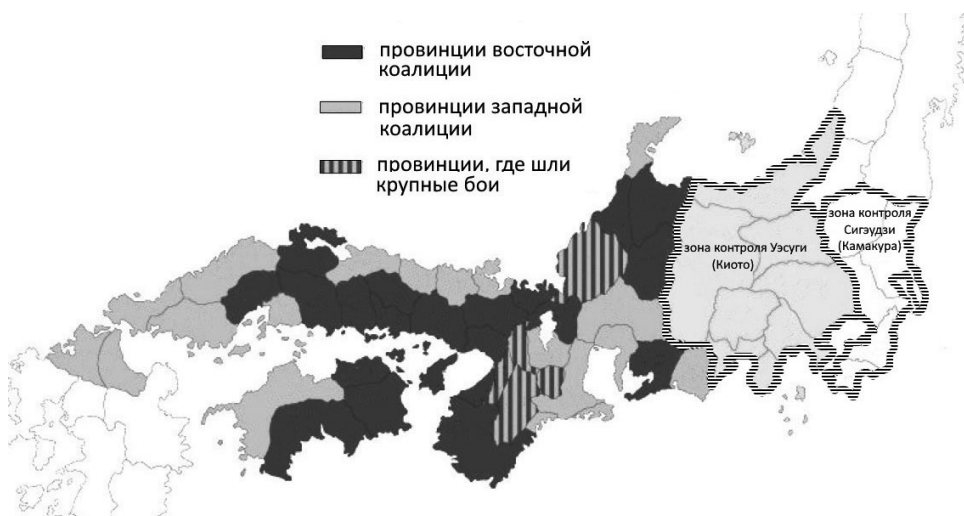 провинции восточной
коалиции
провинции западной
коалиции
провинции, где шли
крупные бои
зона контроля
Сигэудзи
(Камакура)
зона контроля Уэсуги
(Киото)